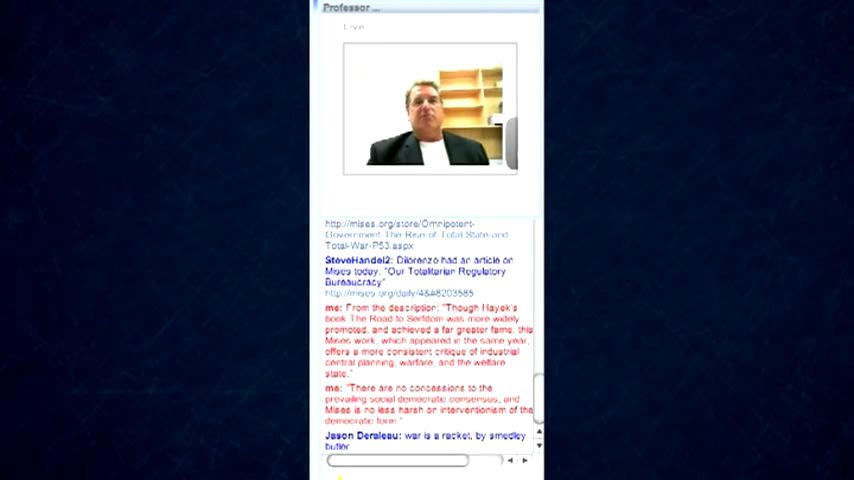 Professor ...
Live
http://mises.org/store/Omnipotent-
Government-The-Rise-of-Total-State-and-
Total-War-P53.aspx
SteveHandel2: Dilorenzo had an article on
Mises today, "Our Totalitarian Regulatory
Bureaucracy"
http://mises.org/daily/4&#8203585
me: From the description: "Though Hayek's
book The Road to Serfdom was more widely
promoted, and achieved a far greater fame, this
Mises work, which appeared in the same year,
offers a more consistent critique of industrial
central planning, warfare, and the welfare
state."
me: "There are no concessions to the
prevailing social democratic consensus, and
Mises is no less harsh on interventionism of the
democratic form."
Jason Deraleau: war is a racket, by smedley
butler